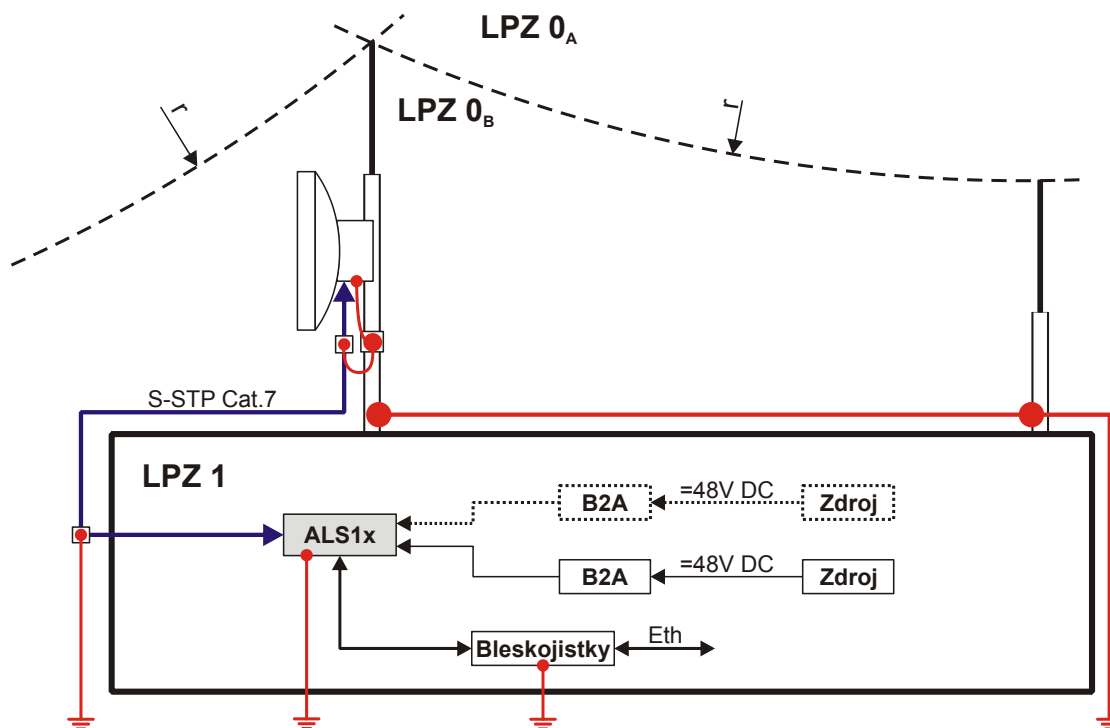 LPZ 0A
LPZ 0B
r
r
S-STP Cat.7
LPZ 1
B2A
=48V DC
Zdroj
ALS1x
B2A
=48V DC
Zdroj
Bleskojistky
Eth